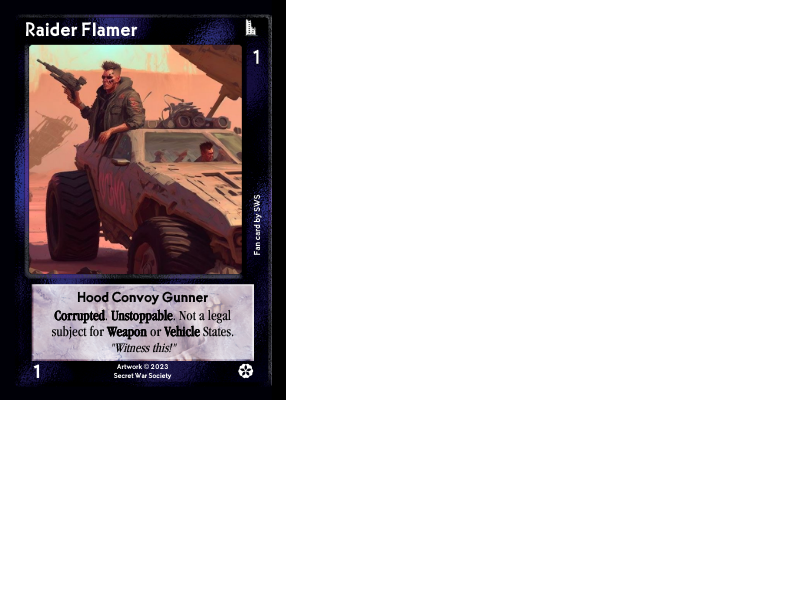 Raider Flamer
1
Fan card by SWS
Hood Convoy Gunner
Corrupted. Unstoppable. Not a legal
subject for Weapon or Vehicle States.
"Witness this!"
1
Artwork © 2023
Secret War Society